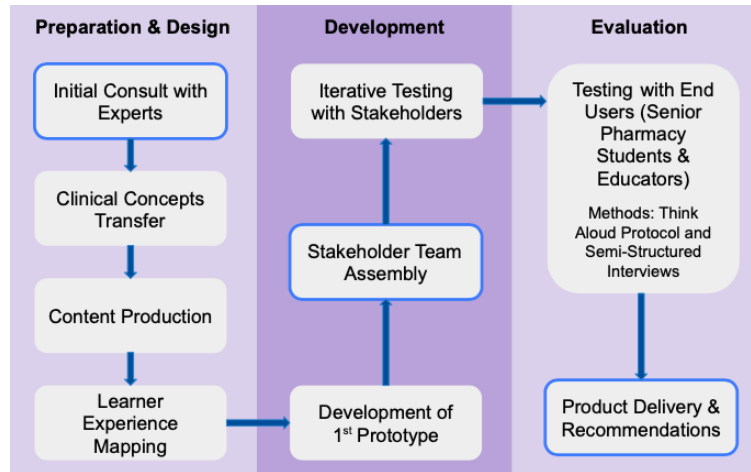 Preparation & Design
Initial Consult with
Experts
Clinical Concepts
Transfer
Content Production
Learner
Experience
Mapping
Development
Iterative Testing
with Stakeholders
Stakeholder Team
Assembly
Development of
1st Prototype
Evaluation
Testing with End
Users (Senior
Pharmacy
Students &
Educators)
Methods: Think
Aloud Protocol and
Semi-Structured
Interviews
Product Delivery &
Recommendations